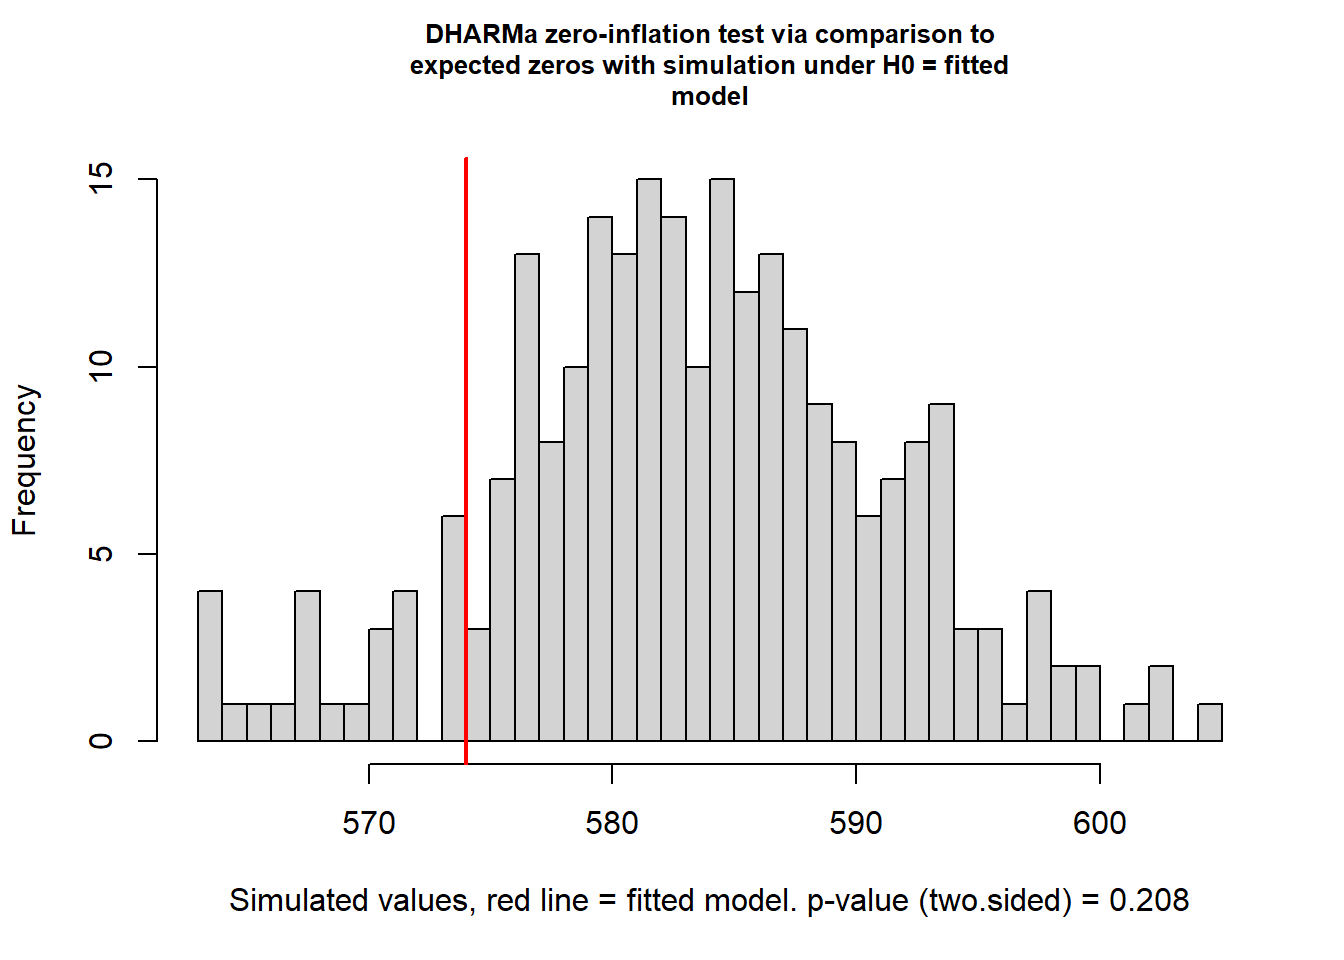 DHARMa zero-inflation test via comparison to
expected zeros with simulation under H0 = fitted
model
Frequency
15
10
5
0
570 580 590 600
Simulated values, red line = fitted model. p-value (two.sided) = 0.208